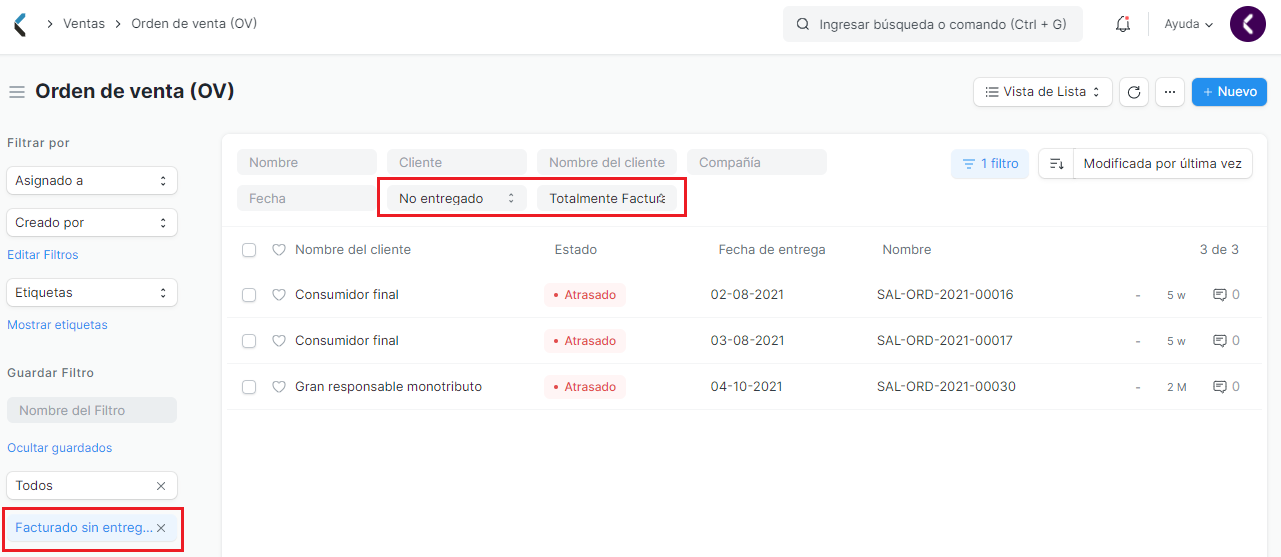 Ventas Orden de venta (OV) Ingresar búsqueda o comando (Ctrl + G) Ayuda
Orden de venta (OV) Vista de Lista ... + Nuevo
Filtrar por
Asignado a
Creado por
Editar Filtros
Etiquetas
Mostrar etiquetas
Guardar Filtro
Nombre del Filtro
Ocultar guardados
Todos
Facturado sin entreg...
Nombre Cliente Nombre del cliente Compañía 1 filtro Modificada por última vez
Fecha No entregado Totalmente Factura
Nombre del cliente Estado Fecha de entrega Nombre 3 de 3
Consumidor final Atrasado 02-08-2021 SAL-ORD-2021-00016 - 5 w 0
Consumidor final Atrasado 03-08-2021 SAL-ORD-2021-00017 - 5 w 0
Gran responsable monotributo Atrasado 04-10-2021 SAL-ORD-2021-00030 - 2 M 0